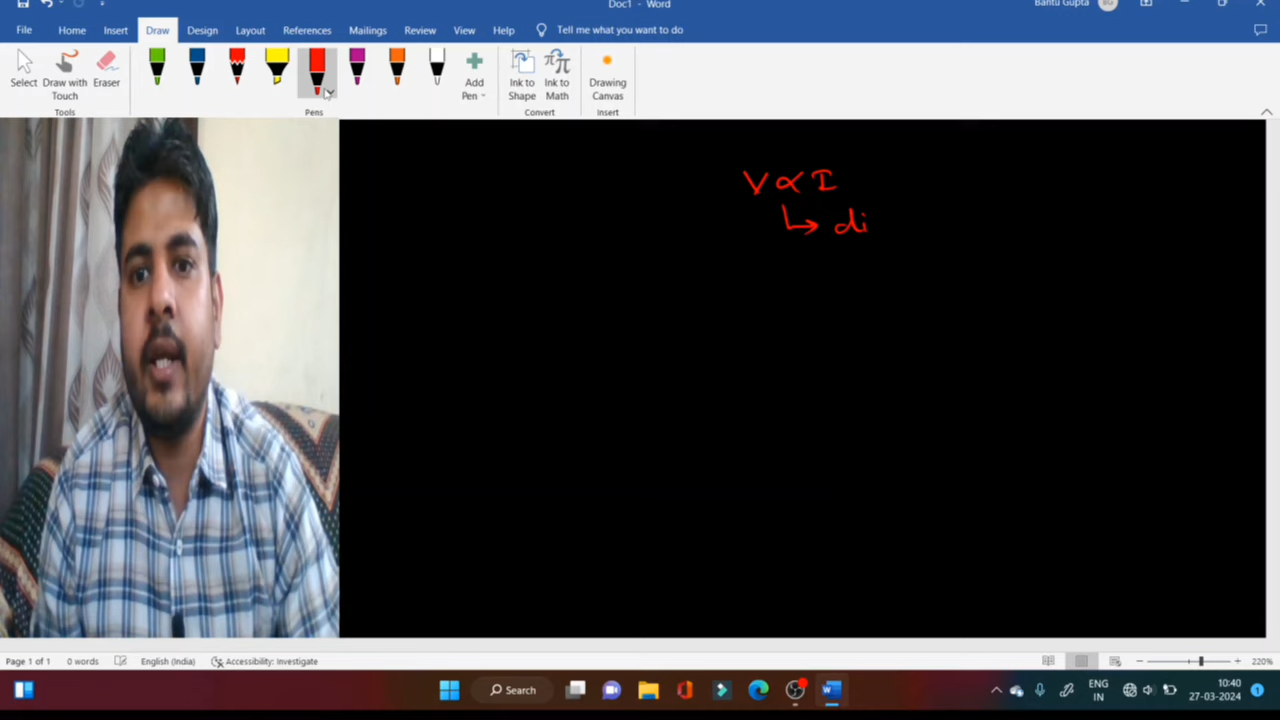 Doc1 - Word
Bantu Gupta
BG
File Home Insert Draw Design Layout References Mailings Review View Help Tell me what you want to do
Select
Draw with Touch
Eraser
Add Pen
Ink to Shape
Ink to Math
Drawing Canvas
Tools
Pens
Convert
Insert
V ∝ I
↳ di
Page 1 of 1 0 words English (India) Accessibility: Investigate 220%
Search
ENG
IN
10:40
27-03-2024
1